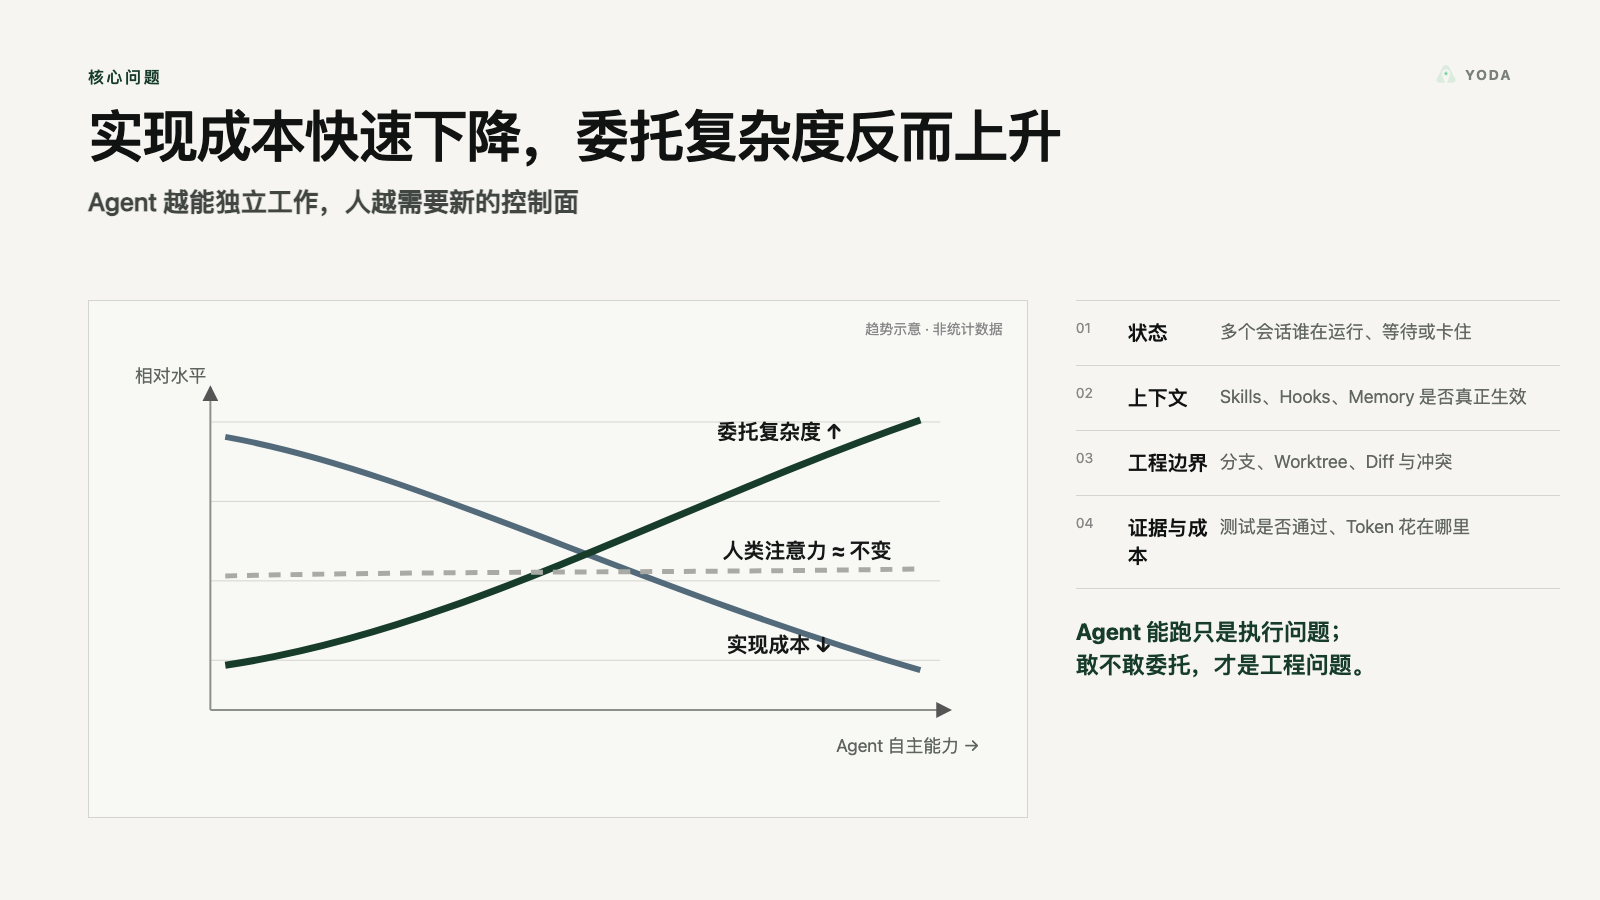 核心问题
YODA
实现成本快速下降，委托复杂度反而上升
Agent 越能独立工作，人越需要新的控制面
趋势示意 · 非统计数据
相对水平
委托复杂度 ↑
人类注意力 ≈ 不变
实现成本 ↓
Agent 自主能力 →
01 状态 多个会话谁在运行、等待或卡住
02 上下文 Skills、Hooks、Memory 是否真正生效
03 工程边界 分支、Worktree、Diff 与冲突
04 证据与成 测试是否通过、Token 花在哪里
本
Agent 能跑只是执行问题；
敢不敢委托，才是工程问题。